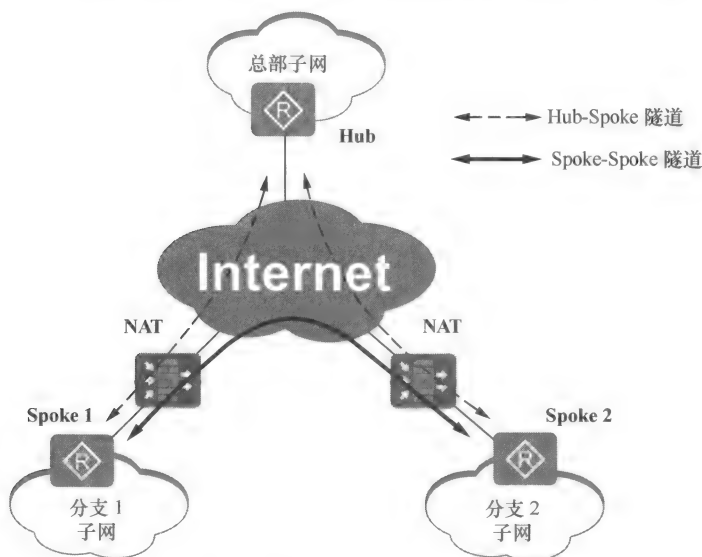 总部子网
R
Hub
Hub-Spoke 隧道
Spoke-Spoke 隧道
Internet
NAT
NAT
Spoke 1
Spoke 2
R
R
分支 1
子网
分支 2
子网